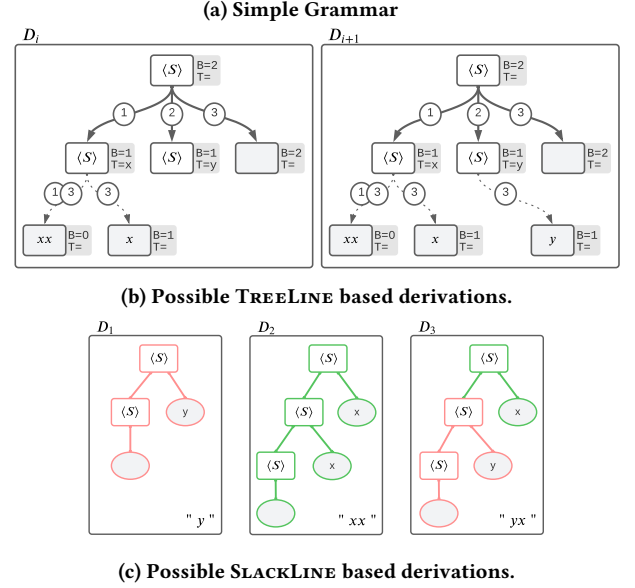 (a) Simple Grammar
D_i
⟨S⟩ B=2
T=
1 2 3
⟨S⟩ B=1
T=x
⟨S⟩ B=1
T=y
B=2
T=
1 3 3
xx B=0
T=
x B=1
T=
D_{i+1}
⟨S⟩ B=2
T=
1 2 3
⟨S⟩ B=1
T=x
⟨S⟩ B=1
T=y
B=2
T=
1 3 3 3
xx B=0
T=
x B=1
T=
y B=1
T=
(b) Possible TreeLine based derivations.
D_1
⟨S⟩
⟨S⟩ y
" y "
D_2
⟨S⟩
⟨S⟩ x
⟨S⟩ x
" xx "
D_3
⟨S⟩
⟨S⟩ x
⟨S⟩ y
" yx "
(c) Possible SlackLine based derivations.